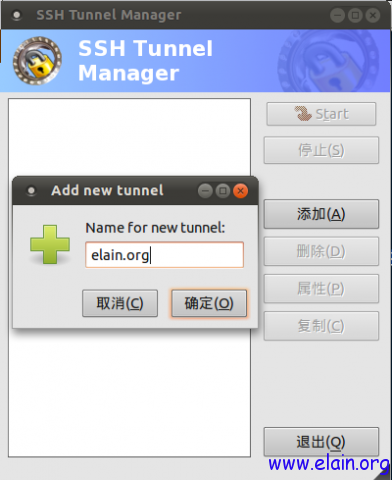 SSH Tunnel Manager
SSH Tunnel
Manager
Start
停止(S)
Add new tunnel
Name for new tunnel:
elain.org
取消(C)
确定(O)
添加(A)
删除(D)
属性(P)
复制(C)
退出(Q)
www.elain.org